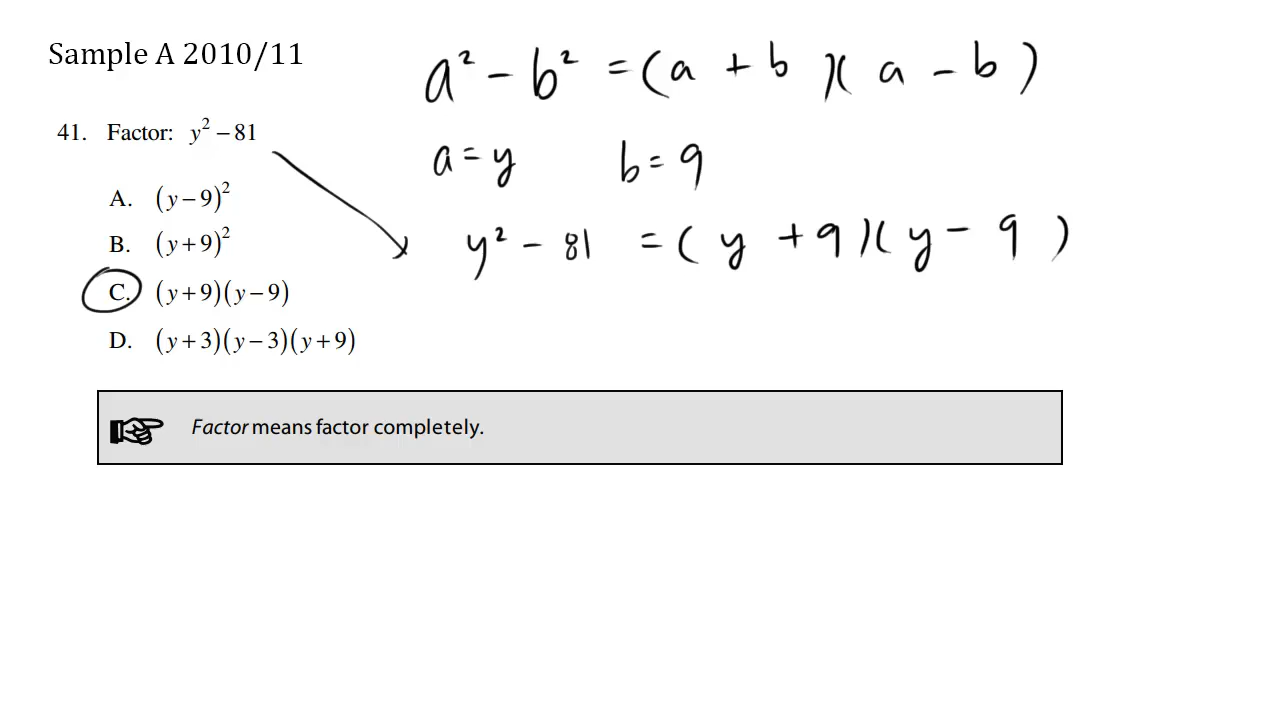 Sample A 2010/11
a² − b² = (a + b)(a − b)
41. Factor: y² − 81
a = y b = 9
A. (y − 9)²
B. (y + 9)²
y² − 81 = (y + 9)(y − 9)
C. (y + 9)(y − 9)
D. (y + 3)(y − 3)(y + 9)
Factor means factor completely.